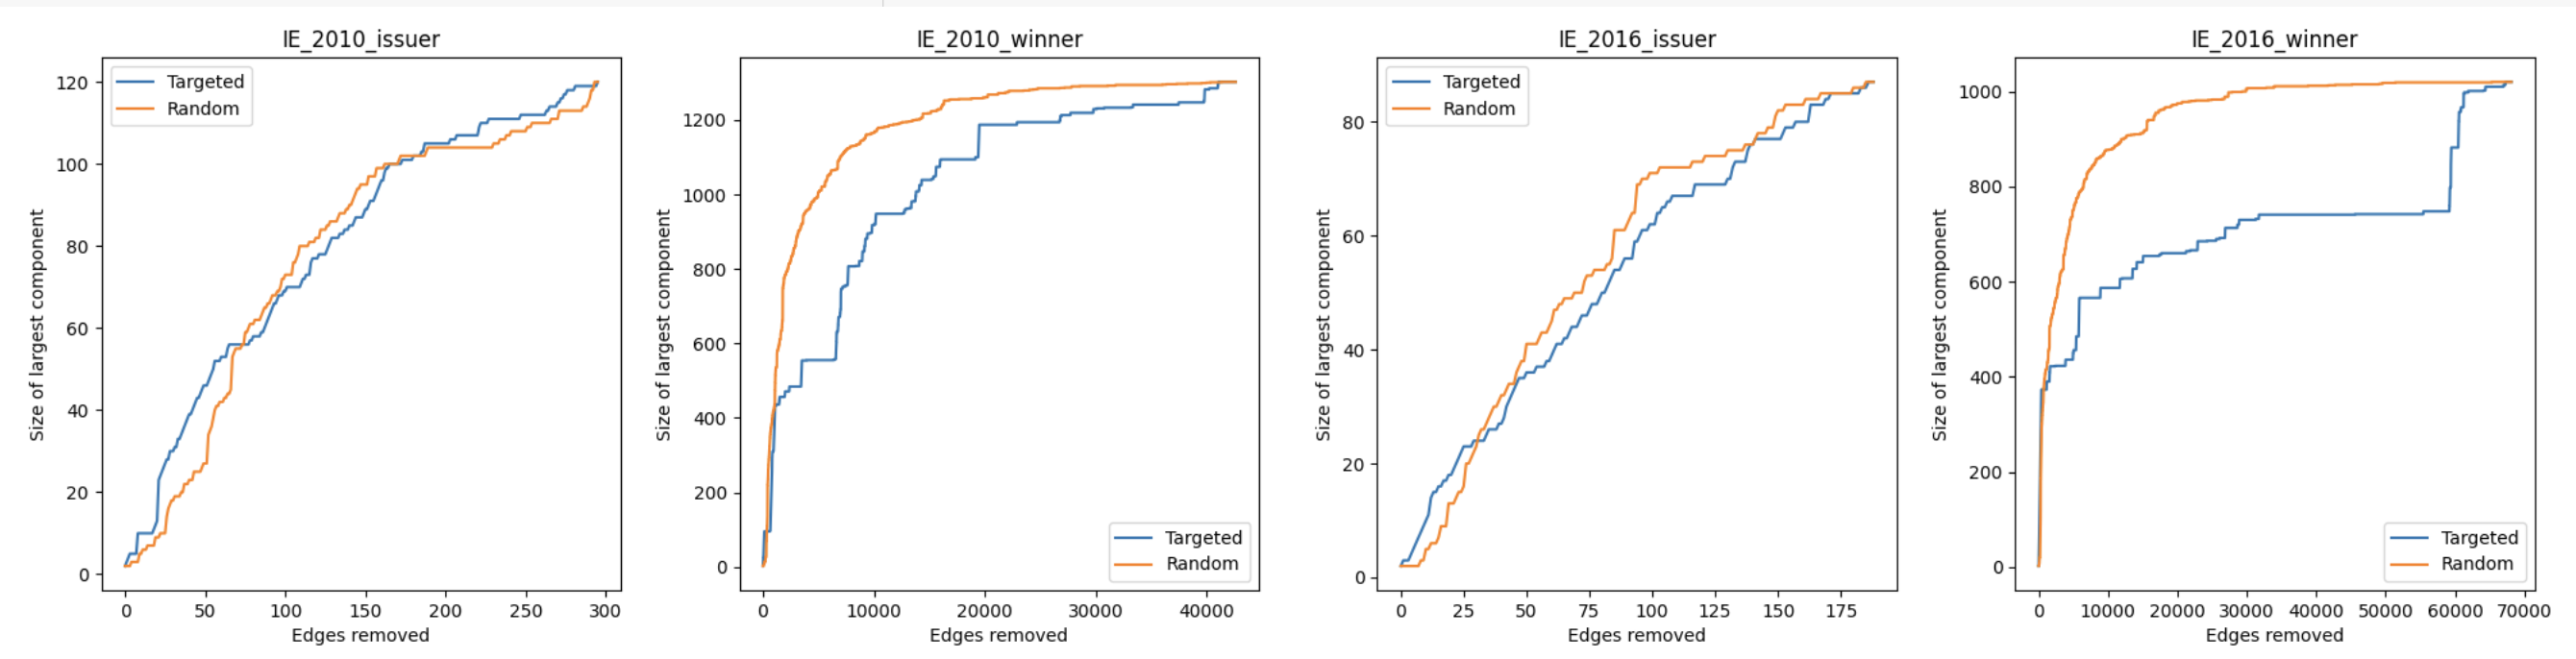 IE_2010_issuer
Targeted
Random
Size of largest component
120
100
80
60
40
20
0
0 50 100 150 200 250 300
Edges removed
IE_2010_winner
Size of largest component
1200
1000
800
600
400
200
0
Targeted
Random
0 10000 20000 30000 40000
Edges removed
IE_2016_issuer
Targeted
Random
Size of largest component
80
60
40
20
0
0 25 50 75 100 125 150 175
Edges removed
IE_2016_winner
Size of largest component
1000
800
600
400
200
0
Targeted
Random
0 10000 20000 30000 40000 50000 60000 70000
Edges removed